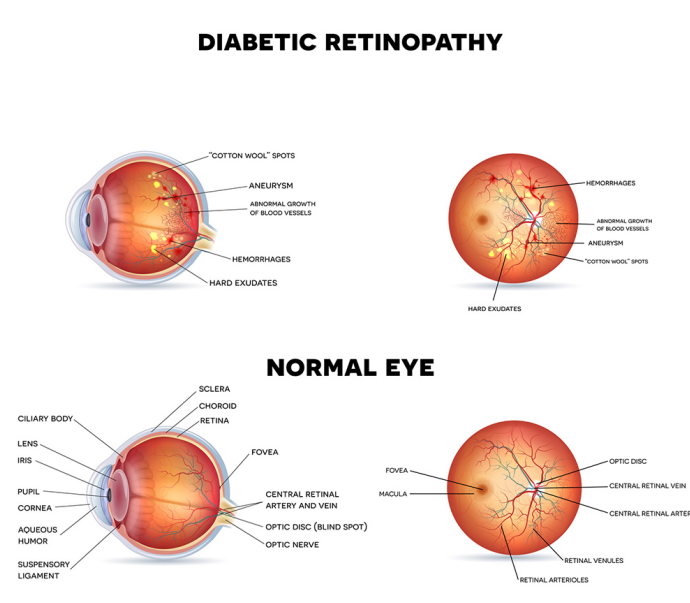 DIABETIC RETINOPATHY
"COTTON WOOL" SPOTS
ANEURYSM
ABNORMAL GROWTH
OF BLOOD VESSELS
HEMORRHAGES
HARD EXUDATES
HEMORRHAGES
ABNORMAL GROWTH
OF BLOOD VESSELS
ANEURYSM
"COTTON WOOL" SPOTS
HARD EXUDATES
NORMAL EYE
SCLERA
CHOROID
RETINA
CILIARY BODY
LENS
IRIS
PUPIL
CORNEA
AQUEOUS
HUMOR
SUSPENSORY
LIGAMENT
FOVEA
CENTRAL RETINAL
ARTERY AND VEIN
OPTIC DISC (BLIND SPOT)
OPTIC NERVE
FOVEA
MACULA
OPTIC DISC
CENTRAL RETINAL VEIN
CENTRAL RETINAL ARTER
RETINAL VENULES
RETINAL ARTERIOLES